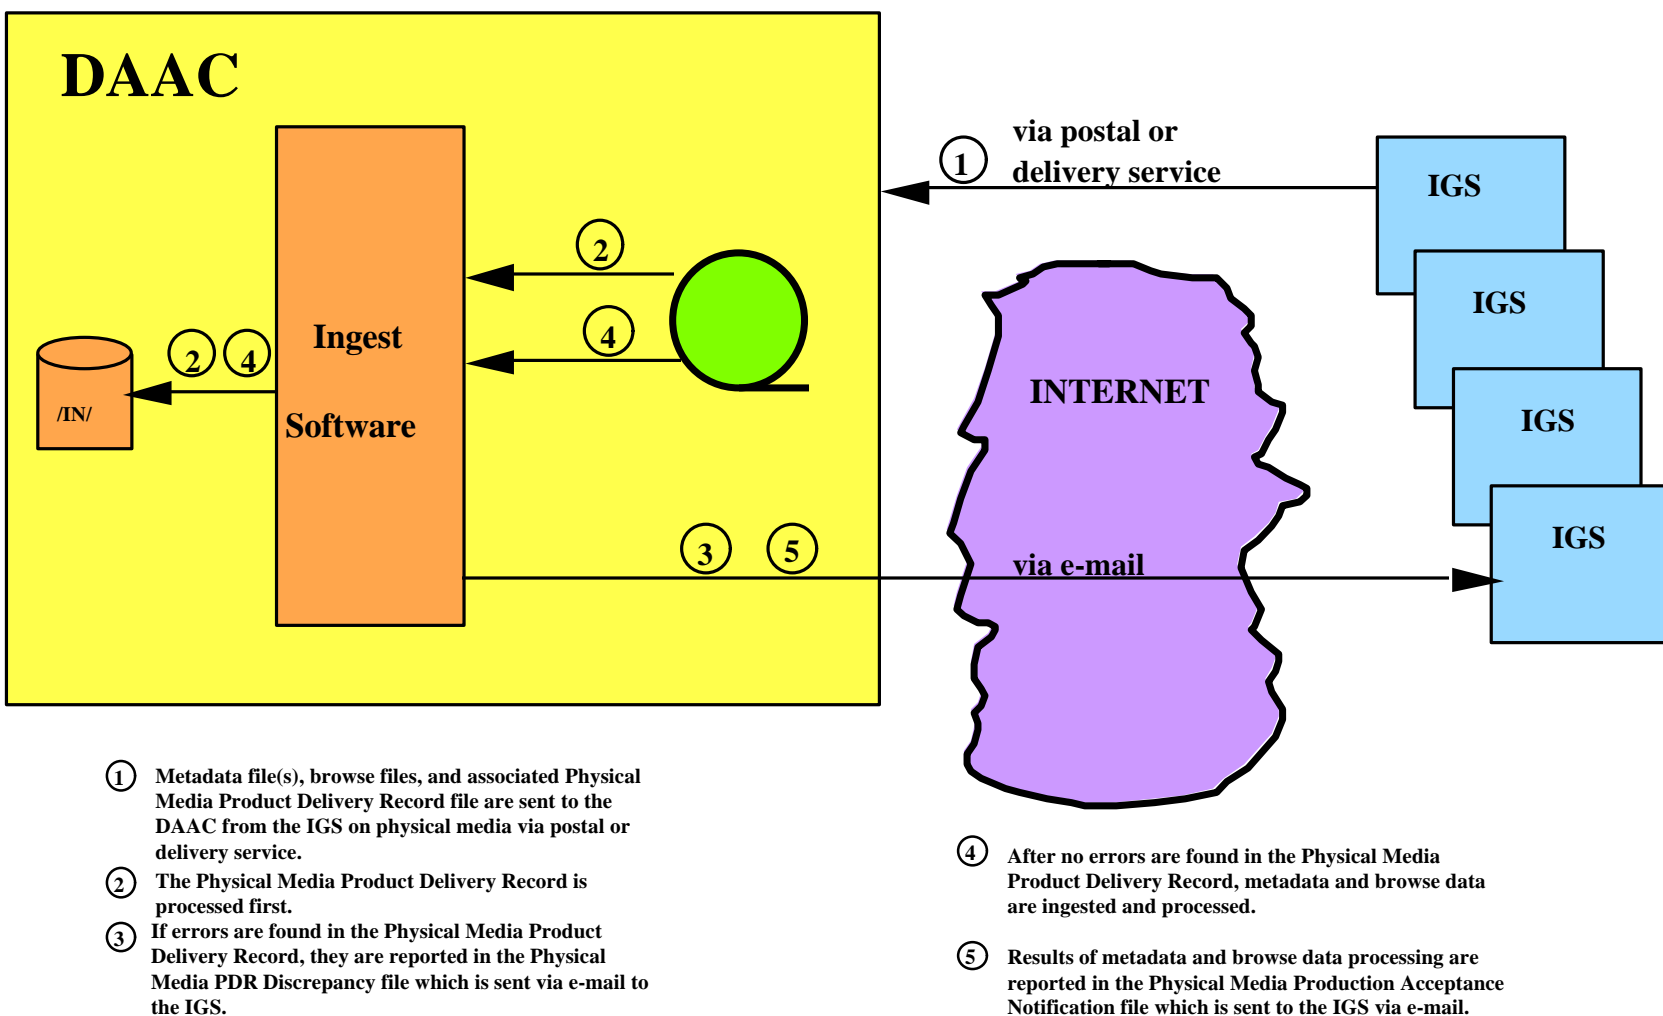 DAAC
via postal or
1
delivery service
IGS
2
IGS
4
Ingest
2 4
INTERNET
/IN/
Software
IGS
3 5
IGS
via e-mail
1 Metadata file(s), browse files, and associated Physical
Media Product Delivery Record file are sent to the
DAAC from the IGS on physical media via postal or
delivery service.
2 The Physical Media Product Delivery Record is
processed first.
3 If errors are found in the Physical Media Product
Delivery Record, they are reported in the Physical
Media PDR Discrepancy file which is sent via e-mail to
the IGS.
4 After no errors are found in the Physical Media
Product Delivery Record, metadata and browse data
are ingested and processed.
5 Results of metadata and browse data processing are
reported in the Physical Media Production Acceptance
Notification file which is sent to the IGS via e-mail.